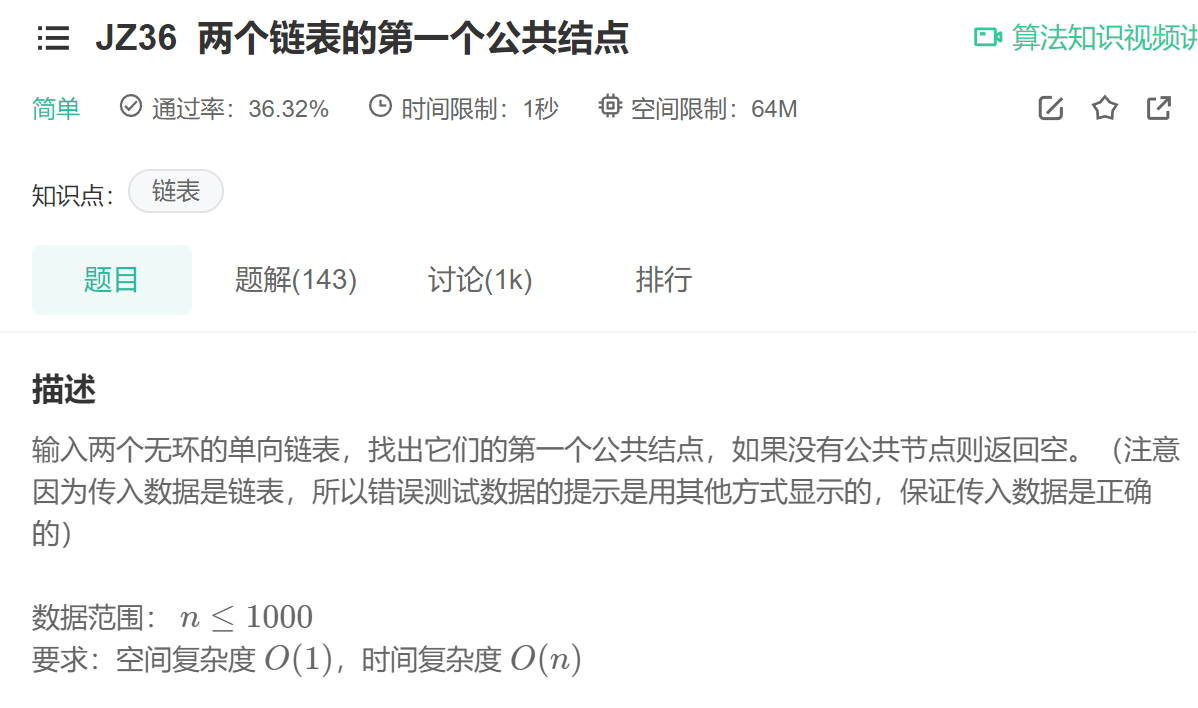 JZ36 两个链表的第一个公共结点 算法知识视频讲
简单 通过率：36.32% 时间限制：1秒 空间限制：64M
知识点： 链表
题目 题解(143) 讨论(1k) 排行
描述
输入两个无环的单向链表，找出它们的第一个公共结点，如果没有公共节点则返回空。（注意
因为传入数据是链表，所以错误测试数据的提示是用其他方式显示的，保证传入数据是正确
的）
数据范围： n ≤ 1000
要求：空间复杂度 O(1)，时间复杂度 O(n)